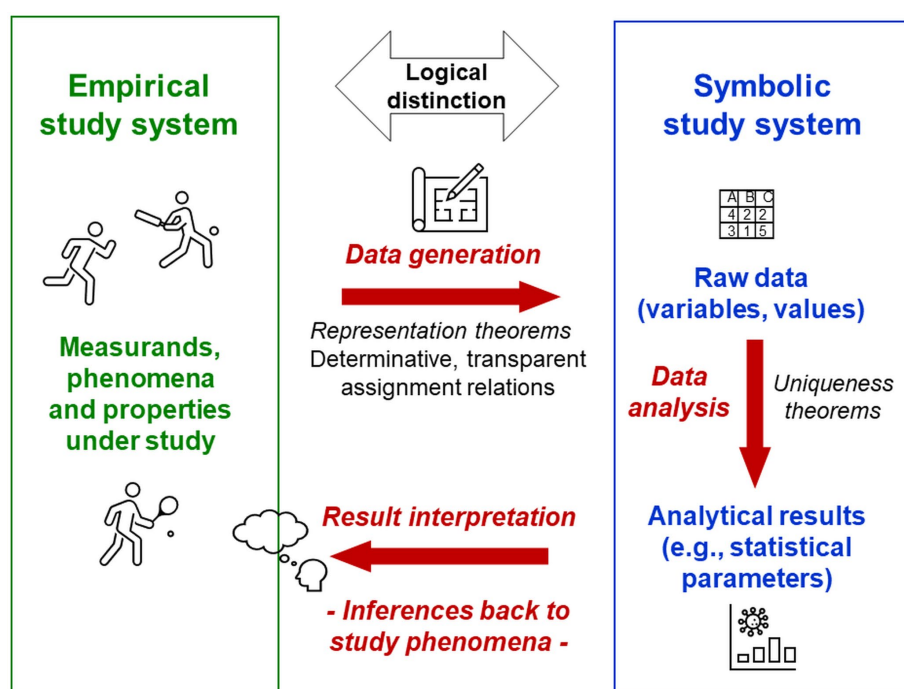 Empirical
study system
Measurands,
phenomena
and properties
under study
Logical
distinction
Data generation
Representation theorems
Determinative, transparent
assignment relations
Result interpretation
- Inferences back to
study phenomena -
Symbolic
study system
A B C
4 2 2
3 1 5
Raw data
(variables, values)
Data
analysis
Uniqueness
theorems
Analytical results
(e.g., statistical
parameters)